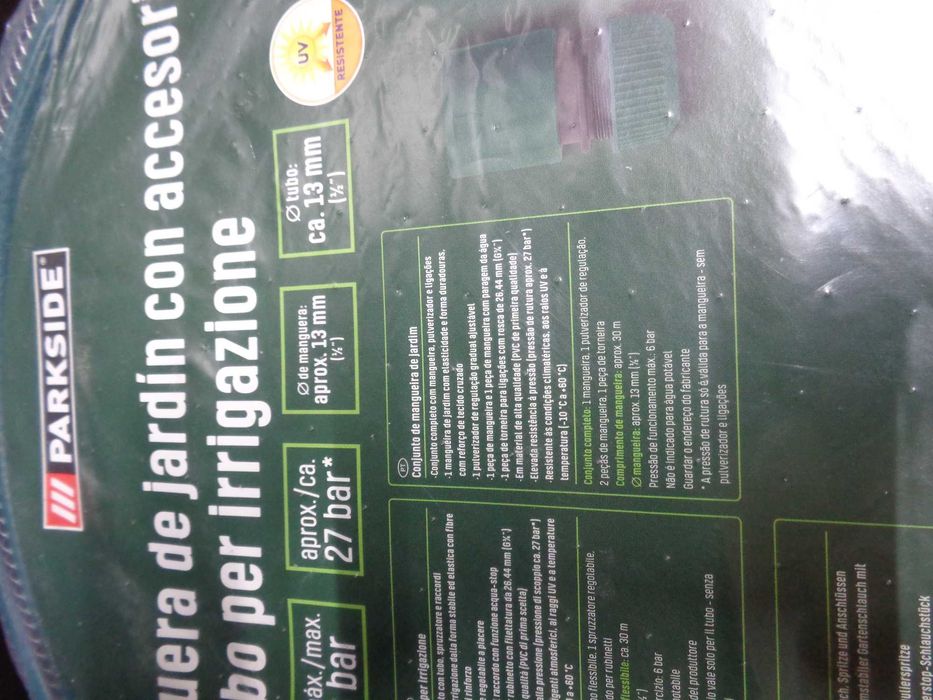 PARKSIDE®
uera de jardín con accesor
bo per irrigazione
UV
RESISTENTE
áx./max.
bar
aprox./ca.
27 bar*
Ø de manguera:
aprox. 13 mm
(½")
Ø tubo:
ca. 13 mm
(½")
per irrigazione
o con tubo, spruzzatore e raccordi
rigazione dalla forma stabile ed elastica con fibre
i rinforzo
regolabile a piacere
raccordo con funzione acqua-stop
rubinetto con filettatura da 26,44 mm (G¾")
qualità (PVC di prima scelta)
alla pressione (pressione di scoppio ca. 27 bar*)
agenti atmosferici, ai raggi UV e a temperature
a +60 °C
o flessibile, 1 spruzzatore regolabile,
do per rubinetti
flessibile: ca. 30 m
")
rcizio: 6 bar
otabile
del produttore
io vale solo per il tubo - senza
PT
Conjunto de mangueira de jardim
·Conjunto completo com mangueira, pulverizador e ligações
·1 mangueira de jardim com elasticidade e forma duradouras,
com reforço de tecido cruzado
·1 pulverizador de regulação gradual ajustável
·1 peça de mangueira e 1 peça de mangueira com paragem da água
·1 peça de torneira para ligações com rosca de 26,44 mm (G¾")
·Em material de alta qualidade (PVC de primeira qualidade)
·Elevada resistência à pressão (pressão de rutura aprox. 27 bar*)
·Resistente às condições climatéricas, aos raios UV e à
temperatura (-10 °C a + 60 °C)
Conjunto completo: 1 mangueira, 1 pulverizador de regulação,
2 peças de mangueira, 1 peça de torneira
Comprimento de mangueira: aprox. 30 m
Ø mangueira: aprox. 13 mm (½")
Pressão de funcionamento máx.: 6 bar
Não é indicado para água potável
Guardar o endereço do fabricante
* A pressão de rutura só é válida para a mangueira - sem
pulverizador e ligações
ch Spritze und Anschlüssen
mstabiler Gartenschlauch mit
erspritze
rstop-Schlauchstück